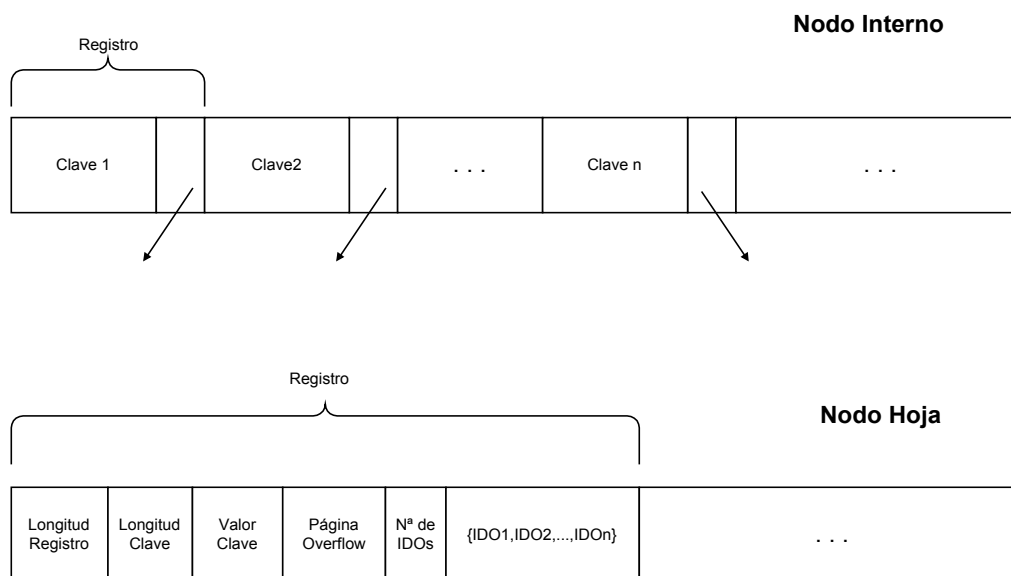 Nodo Interno
Registro
Clave 1
Clave2
. . .
Clave n
. . .
Registro
Nodo Hoja
Longitud
Registro
Longitud
Clave
Valor
Clave
Página
Overflow
Nª de
IDOs
{IDO1,IDO2,...,IDOn}
. . .